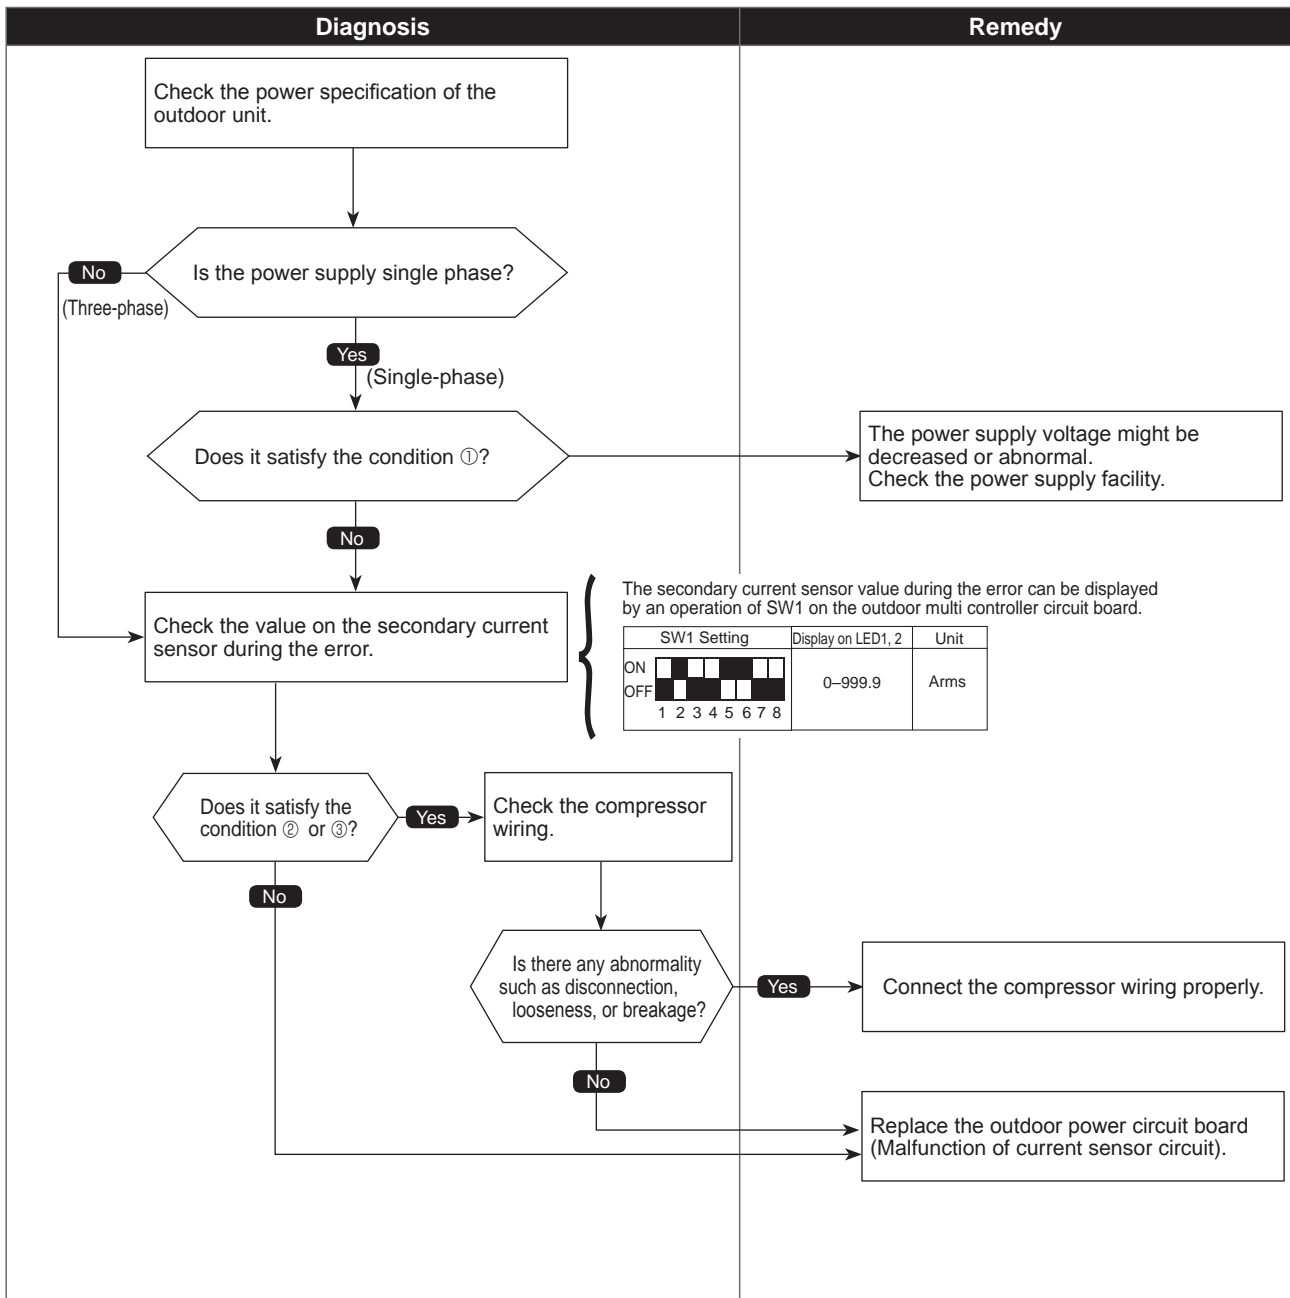 Diagnosis
Remedy
Check the power specification of the
outdoor unit.
Is the power supply single phase?
No
(Three-phase)
Yes
(Single-phase)
Does it satisfy the condition ①?
The power supply voltage might be
decreased or abnormal.
Check the power supply facility.
No
Check the value on the secondary current
sensor during the error.
The secondary current sensor value during the error can be displayed
by an operation of SW1 on the outdoor multi controller circuit board.
SW1 Setting
Display on LED1, 2
Unit
ON
OFF
1 2 3 4 5 6 7 8
0–999.9
Arms
Does it satisfy the
condition ② or ③?
Yes
Check the compressor
wiring.
No
Is there any abnormality
such as disconnection,
looseness, or breakage?
Yes
Connect the compressor wiring properly.
No
Replace the outdoor power circuit board
(Malfunction of current sensor circuit).